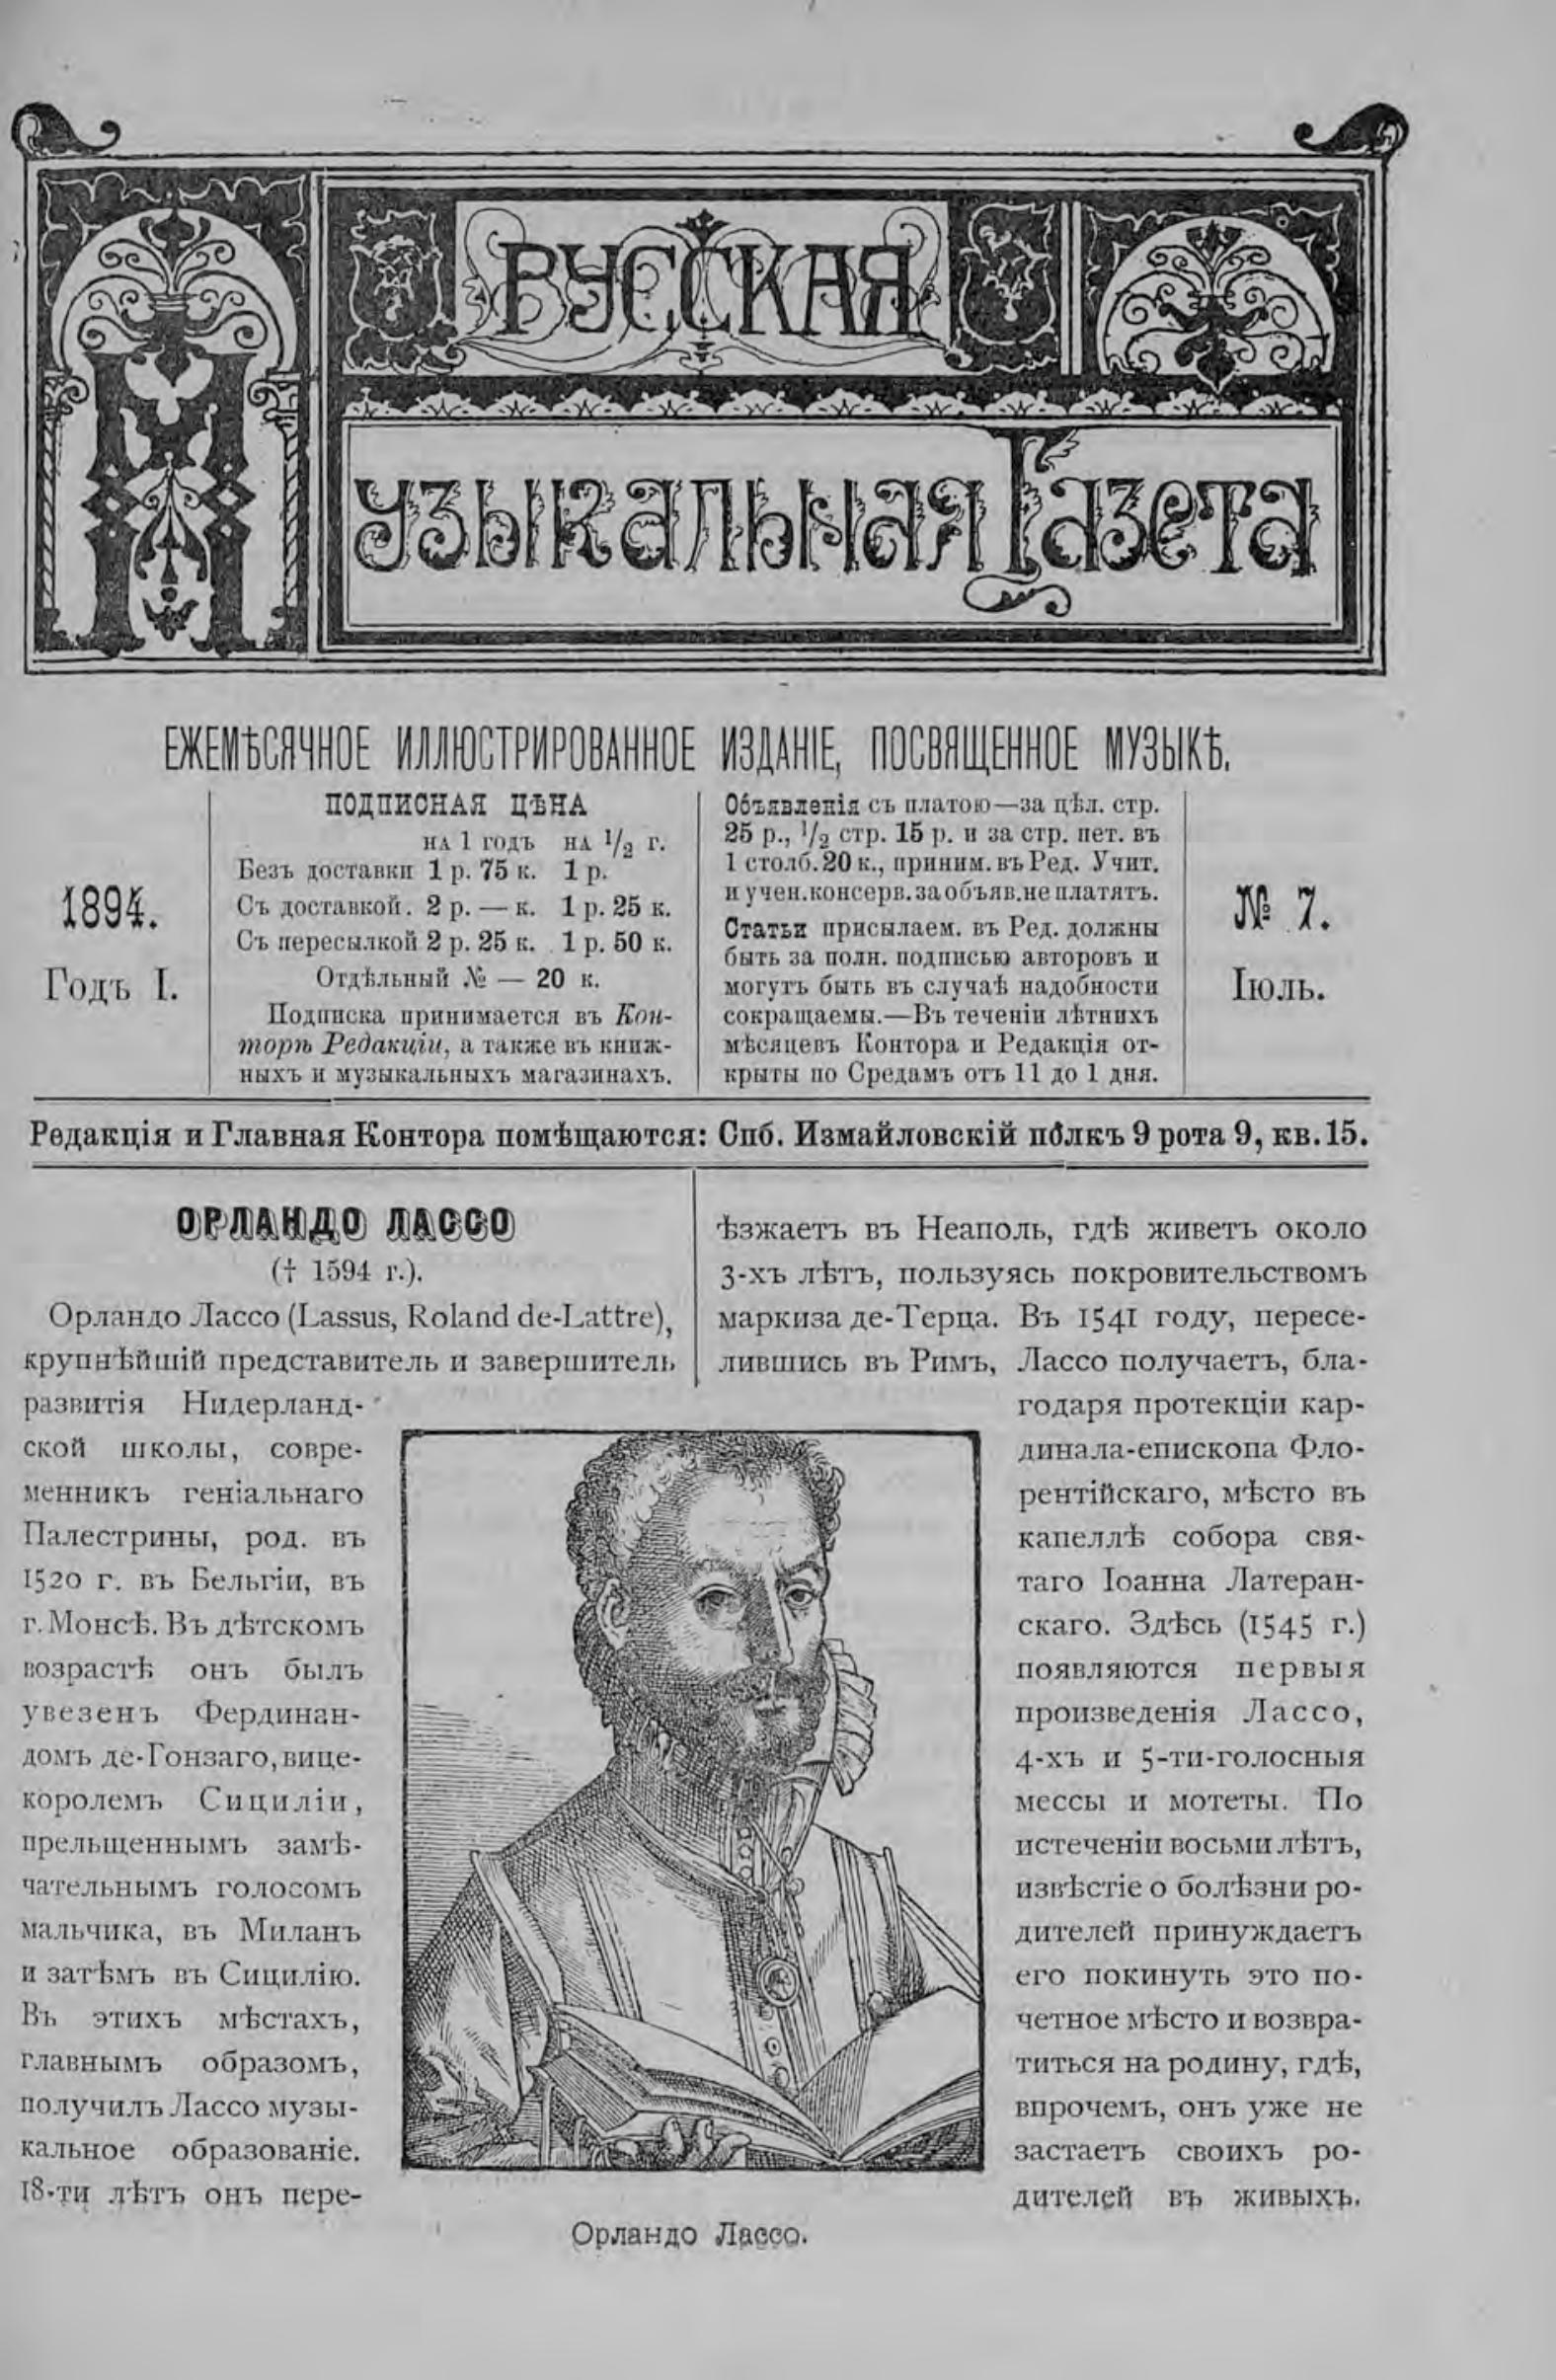 РУССКАЯ
МУЗЫКАЛЬНАЯ ГАЗЕТА
ЕЖЕМѢСЯЧНОЕ ИЛЛЮСТРИРОВАННОЕ ИЗДАНІЕ, ПОСВЯЩЕННОЕ МУЗЫКѢ.
1894.
Годъ I.
ПОДПИСНАЯ ЦѢНА
на 1 годъ на 1/2 г.
Безъ доставки 1 р. 75 к. 1 р.
Съ доставкой. 2 р. — к. 1 р. 25 к.
Съ пересылкой 2 р. 25 к. 1 р. 50 к.
Отдѣльный № — 20 к.
Подписка принимается въ Кон-
торѣ Редакціи, а также въ книж-
ныхъ и музыкальныхъ магазинахъ.
Объявленія съ платою—за цѣл. стр.
25 р., 1/2 стр. 15 р. и за стр. пет. въ
1 столб. 20 к., приним. въ Ред. Учит.
и учен. консерв. за объяв. не платятъ.
Статьи присылаем. въ Ред. должны
быть за полн. подписью авторовъ и
могутъ быть въ случаѣ надобности
сокращаемы.—Въ теченіи лѣтнихъ
мѣсяцевъ Контора и Редакція от-
крыты по Средамъ отъ 11 до 1 дня.
№ 7.
Іюль.
Редакція и Главная Контора помѣщаются: Спб. Измайловскій полкъ 9 рота 9, кв. 15.
ОРЛАНДО ЛАССО
(† 1594 г.).
Орландо Лассо (Lassus, Roland de-Lattre),
крупнѣйшій представитель и завершитель
развитія Нидерланд-
ской школы, совре-
менникъ геніальнаго
Палестрины, род. въ
1520 г. въ Бельгіи, въ
г. Монсѣ. Въ дѣтскомъ
возрастѣ онъ былъ
увезенъ Фердинан-
домъ де-Гонзаго, вице-
королемъ Сициліи,
прельщеннымъ замѣ-
чательнымъ голосомъ
мальчика, въ Миланъ
и затѣмъ въ Сицилію.
Въ этихъ мѣстахъ,
главнымъ образомъ,
получилъ Лассо музы-
кальное образованіе.
18-ти лѣтъ онъ пере-
ѣзжаетъ въ Неаполь, гдѣ живетъ около
3-хъ лѣтъ, пользуясь покровительствомъ
маркиза де-Терца. Въ 1541 году, пересе-
лившись въ Римъ, Лассо получаетъ, бла-
годаря протекціи кар-
динала-епископа Фло-
рентійскаго, мѣсто въ
капеллѣ собора свя-
таго Іоанна Латеран-
скаго. Здѣсь (1545 г.)
появляются первыя
произведенія Лассо,
4-хъ и 5-ти-голосныя
мессы и мотеты. По
истеченіи восьми лѣтъ,
извѣстіе о болѣзни ро-
дителей принуждаетъ
его покинуть это по-
четное мѣсто и возвра-
титься на родину, гдѣ,
впрочемъ, онъ уже не
застаетъ своихъ ро-
дителей въ живыхъ.
Орландо Лассо.